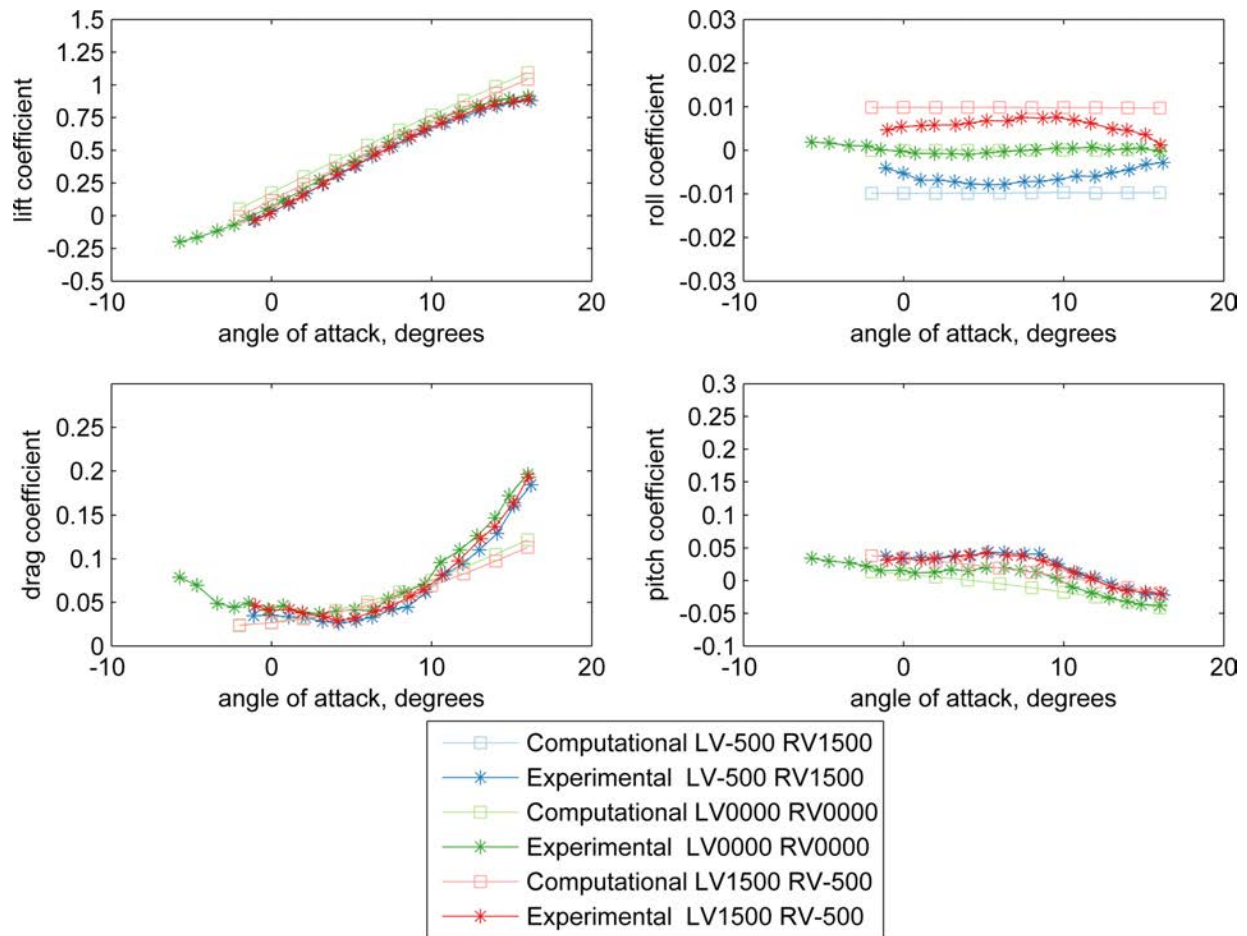 1.5
1.25
1
0.75
0.5
0.25
0
-0.25
-0.5
lift coefficient
-10 0 10 20
angle of attack, degrees
0.03
0.02
0.01
0
-0.01
-0.02
-0.03
roll coefficient
-10 0 10 20
angle of attack, degrees
0.25
0.2
0.15
0.1
0.05
0
drag coefficient
-10 0 10 20
angle of attack, degrees
0.3
0.25
0.2
0.15
0.1
0.05
0
-0.05
-0.1
pitch coefficient
-10 0 10 20
angle of attack, degrees
Computational LV-500 RV1500
Experimental LV-500 RV1500
Computational LV0000 RV0000
Experimental LV0000 RV0000
Computational LV1500 RV-500
Experimental LV1500 RV-500